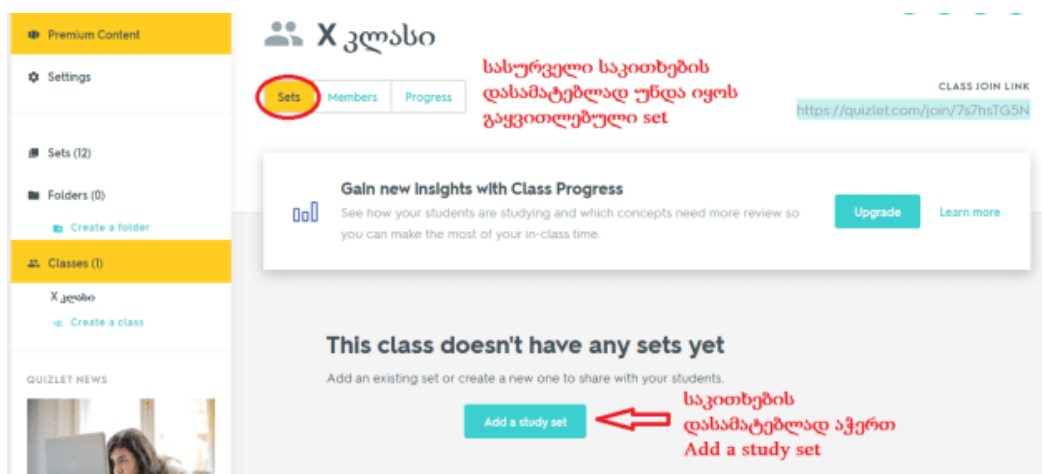 Premium Content
Settings
Sets (12)
Folders (0)
Create a folder
Classes (1)
X კლასი
Create a class
QUIZLET NEWS
X კლასი
Sets Members Progress
სასურველი საკითხების
დასამატებლად უნდა იყოს
გაყვითლებული set
CLASS JOIN LINK
https://quizlet.com/join/7s7hsTG5N
Gain new insights with Class Progress
See how your students are studying and which concepts need more review so
you can make the most of your in-class time.
Upgrade Learn more
This class doesn't have any sets yet
Add an existing set or create a new one to share with your students.
Add a study set
საკითხების
დასამატებლად აჭერთ
Add a study set